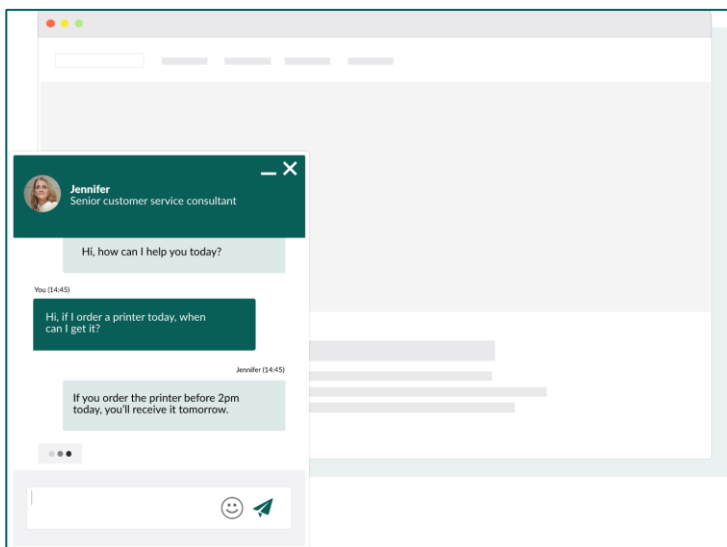 Jennifer
Senior customer service consultant
Hi, how can I help you today?
You (14:45)
Hi, if I order a printer today, when
can I get it?
Jennifer (14:45)
If you order the printer before 2pm
today, you'll receive it tomorrow.